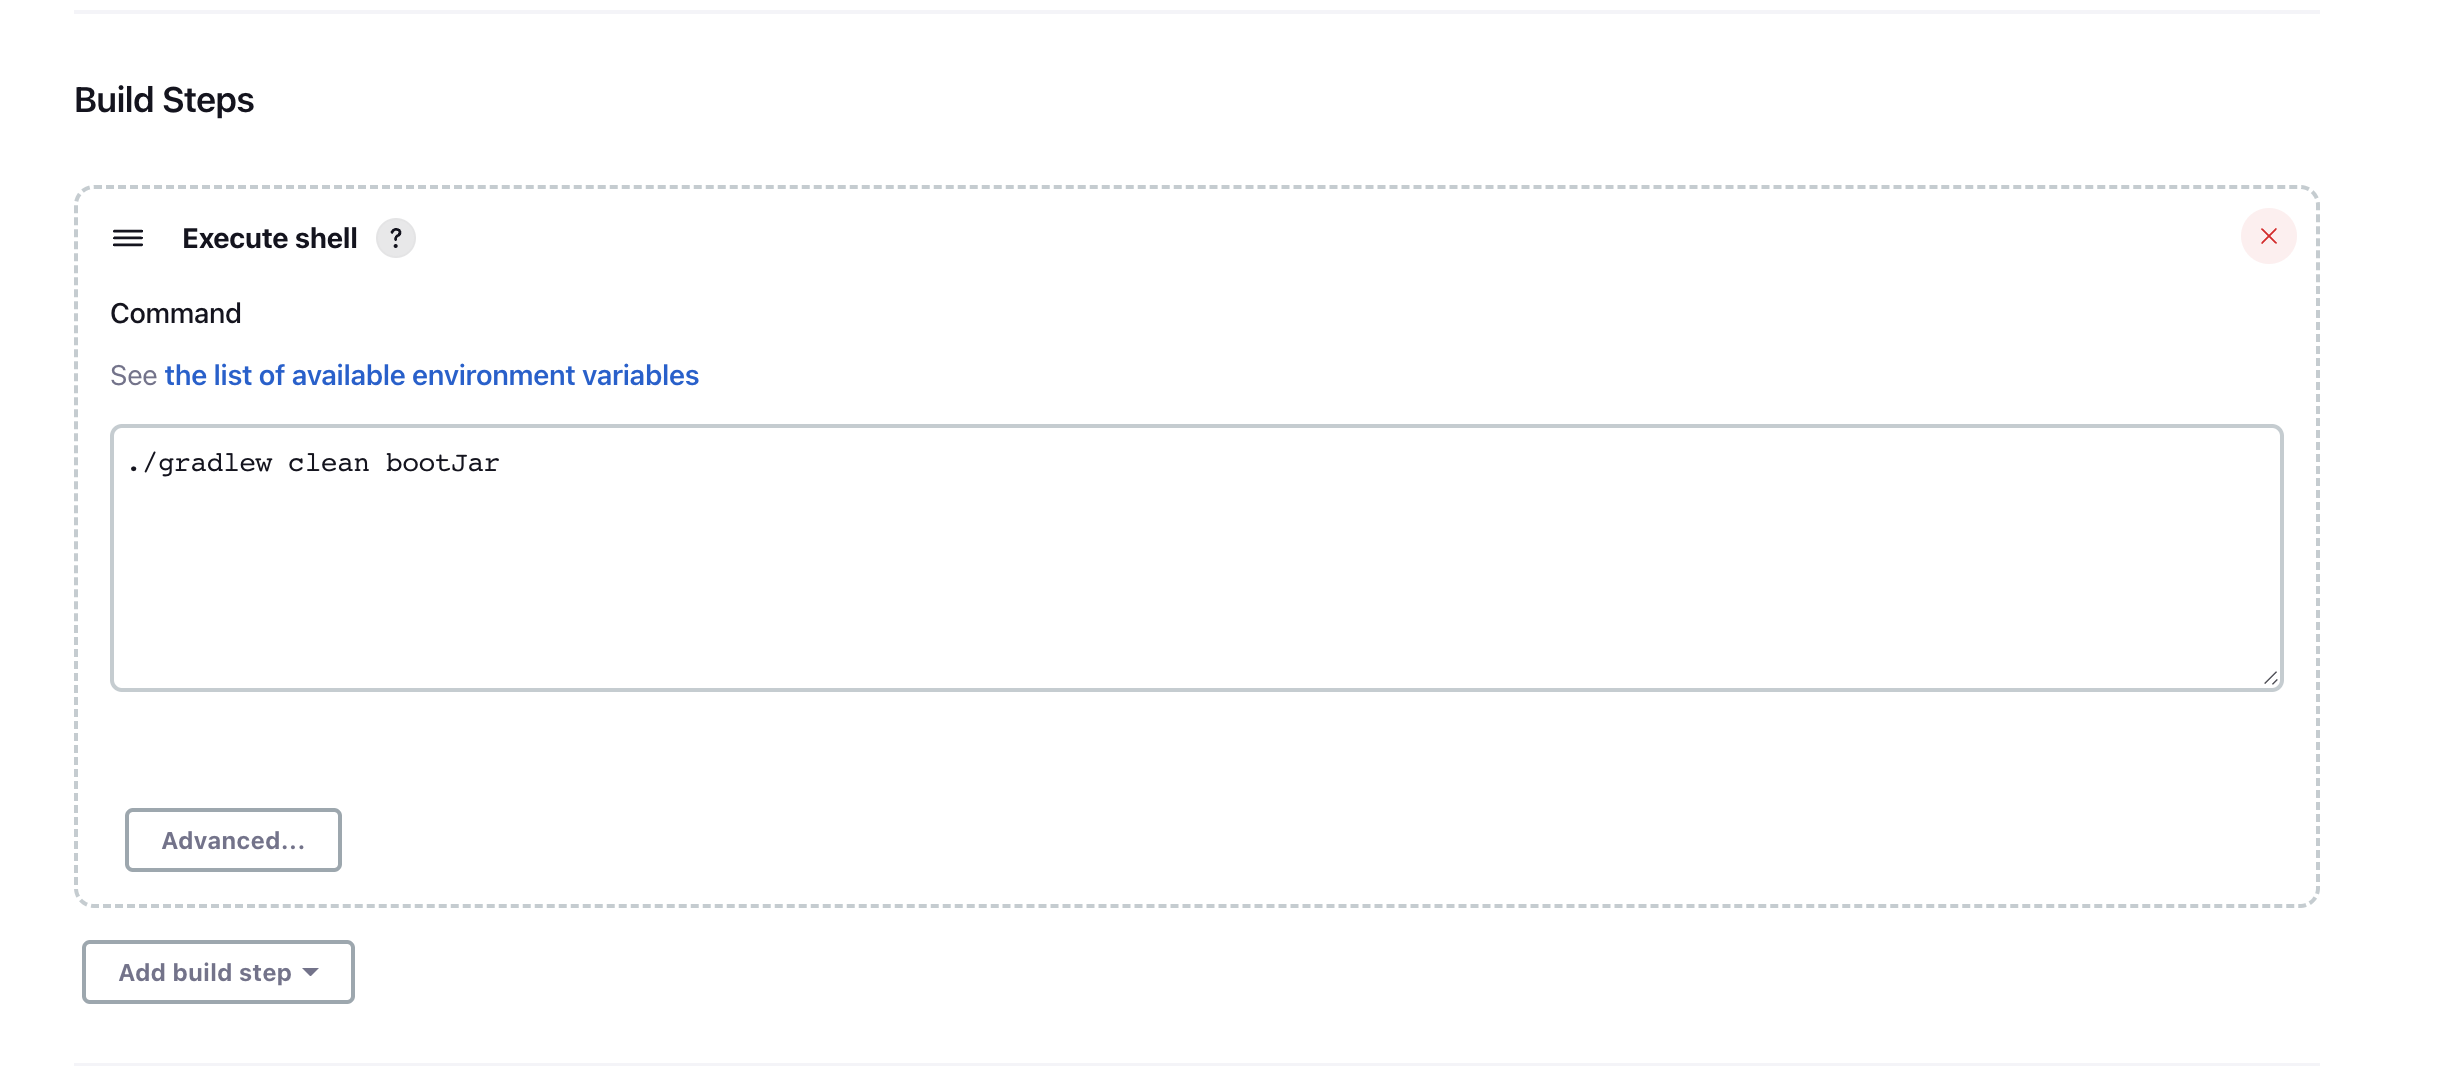 Build Steps
Execute shell ?
Command
See the list of available environment variables
./gradlew clean bootJar
Advanced...
Add build step